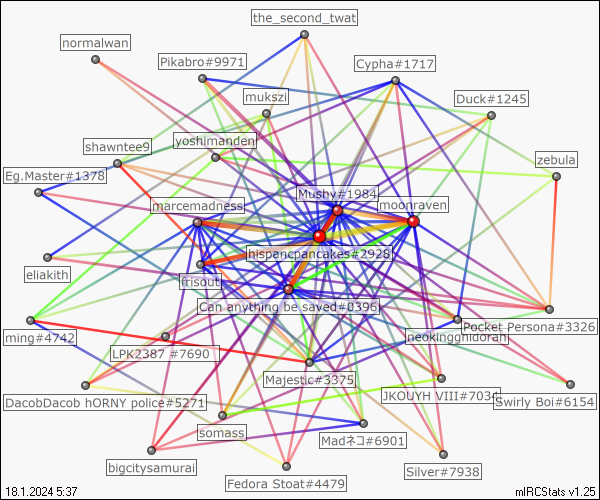 the_second_twat
normalwan
Pikabro#9971
Cypha#1717
mukszi
Duck#1245
shawntee9
yoshimanden
zebula
Eg.Master#1378
Mushy#1984
marcemadness
moonraven
hispanepancakes#2928
eliakith
frisout
Can anything be saved#0396
ming#4742
Pocket Persona#3326
neokingghidorah
LPK2387 #7690
Majestic#3375
DacobDacob hORNY police#5271
JKOUYH VIII#7034
Swirly Boi#6154
somass
Madネコ#6901
bigcitysamurai
Silver#7938
Fedora Stoat#4479
18.1.2024 5:37
mIRCStats v1.25